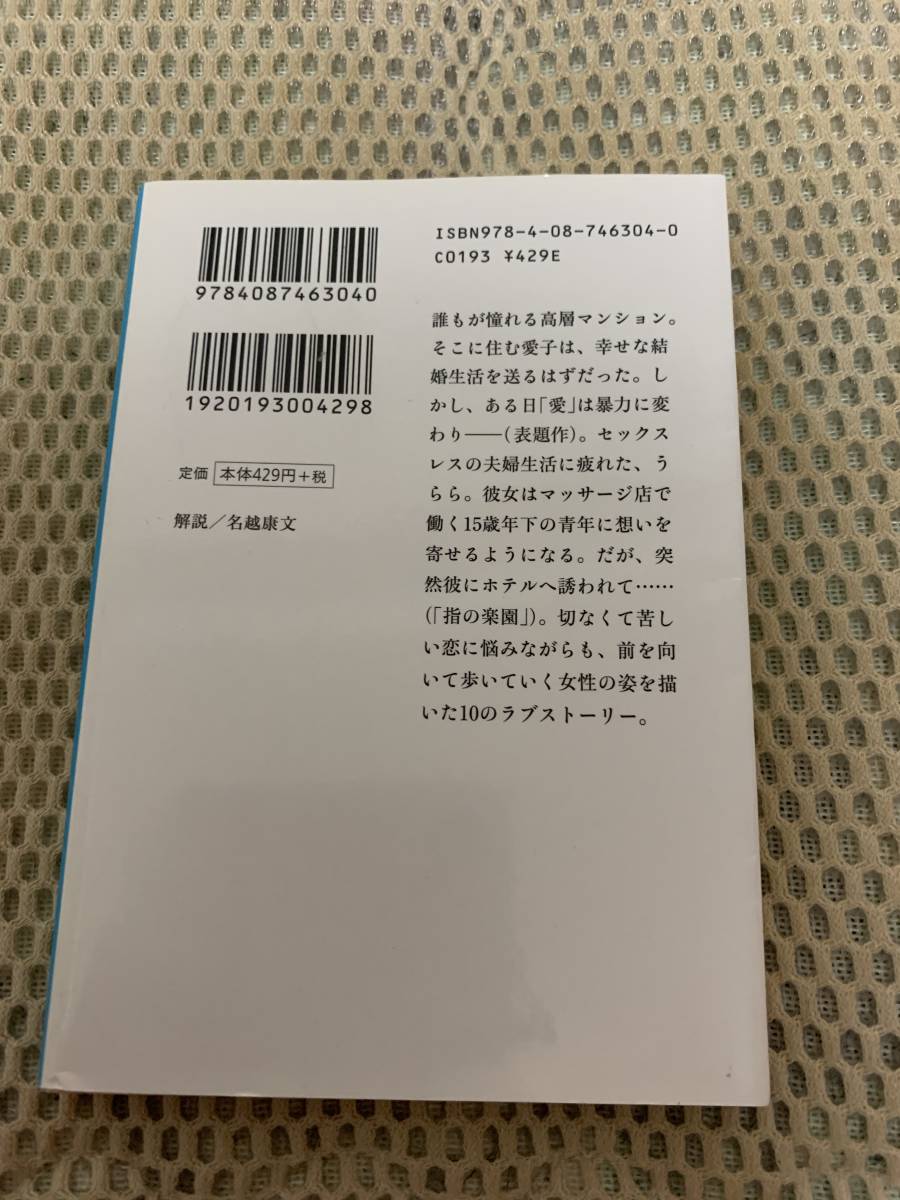 9784087463040
1920193004298
定価 本体429円+税
解説/名越康文
ISBN978-4-08-746304-0
C0193 ¥429E
誰もが憧れる高層マンション。
そこに住む愛子は、幸せな結
婚生活を送るはずだった。し
かし、ある日「愛」は暴力に変
わり──(表題作)。セックス
レスの夫婦生活に疲れた、う
らら。彼女はマッサージ店で
働く15歳年下の青年に想いを
寄せるようになる。だが、突
然彼にホテルへ誘われて……
(「指の楽園」)。切なくて苦し
い恋に悩みながらも、前を向
いて歩いていく女性の姿を描
いた10のラブストーリー。